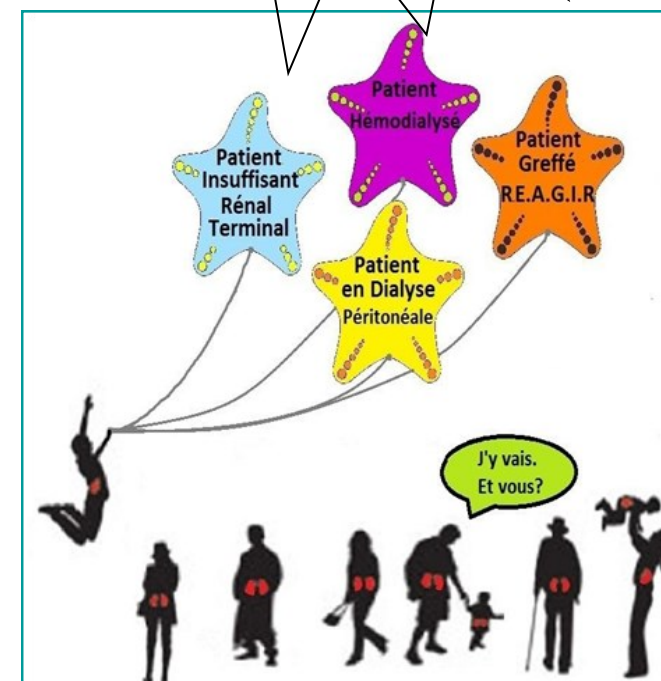 Patient
Hémodialysé
Patient
Insuffisant
Rénal
Terminal
Patient
Greffé
R.E.A.G.I.R
Patient
en Dialyse
Péritonéale
J'y vais.
Et vous?